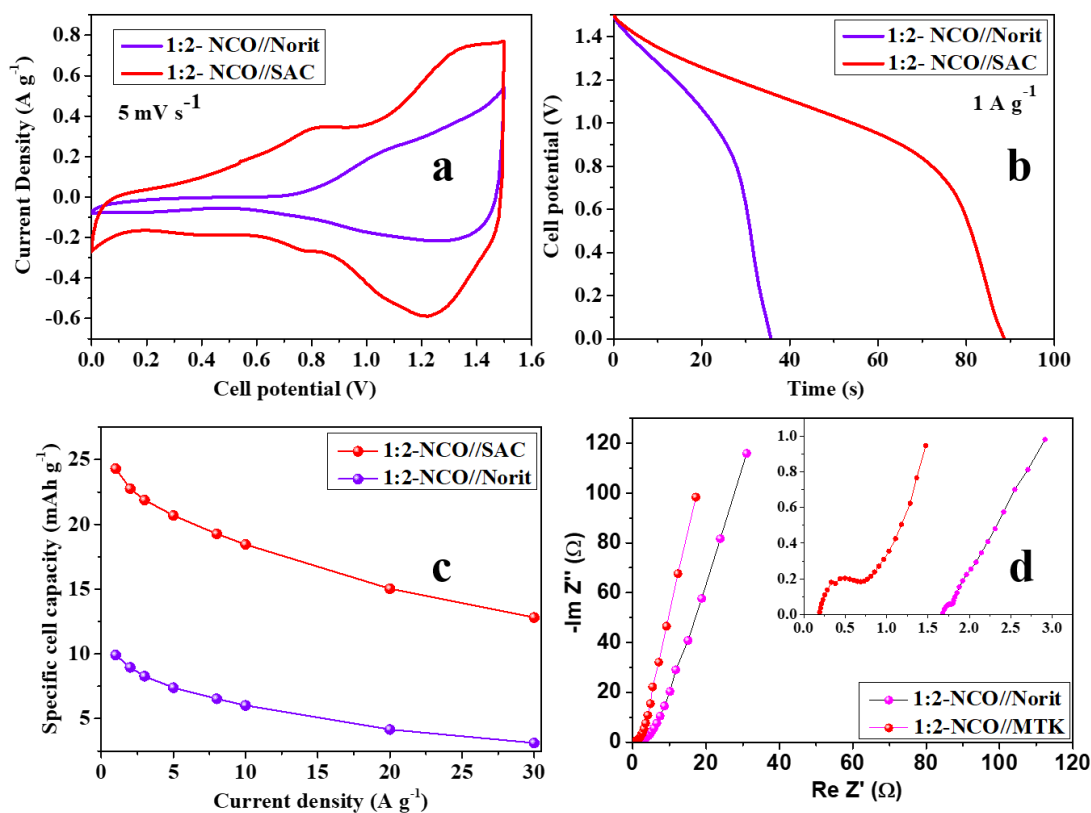 0.8
0.6
0.4
0.2
0.0
-0.2
-0.4
-0.6
Current Density (A g⁻¹)
1:2- NCO//Norit
1:2- NCO//SAC
5 mV s⁻¹
a
0.0 0.2 0.4 0.6 0.8 1.0 1.2 1.4 1.6
Cell potential (V)
1.4
1.2
1.0
0.8
0.6
1.4
1.2
0.0
Cell potential (V)
1:2- NCO//Norit
1:2- NCO//SAC
1 A g⁻¹
b
0 20 40 60 80 100
Time (s)
25
20
15
10
5
Specific cell capacity (mAh g⁻¹)
1:2-NCO//SAC
1:2-NCO//Norit
c
0 5 10 15 20 25 30
Current density (A g⁻¹)
120
100
80
60
40
20
0
-Im Z'' (Ω)
1.0
0.8
0.6
0.4
0.2
0.0
d
0.0 0.5 1.0 1.5 2.0 2.5 3.0
1:2-NCO//Norit
1:2-NCO//MTK
0 20 40 60 80 100 120
Re Z' (Ω)